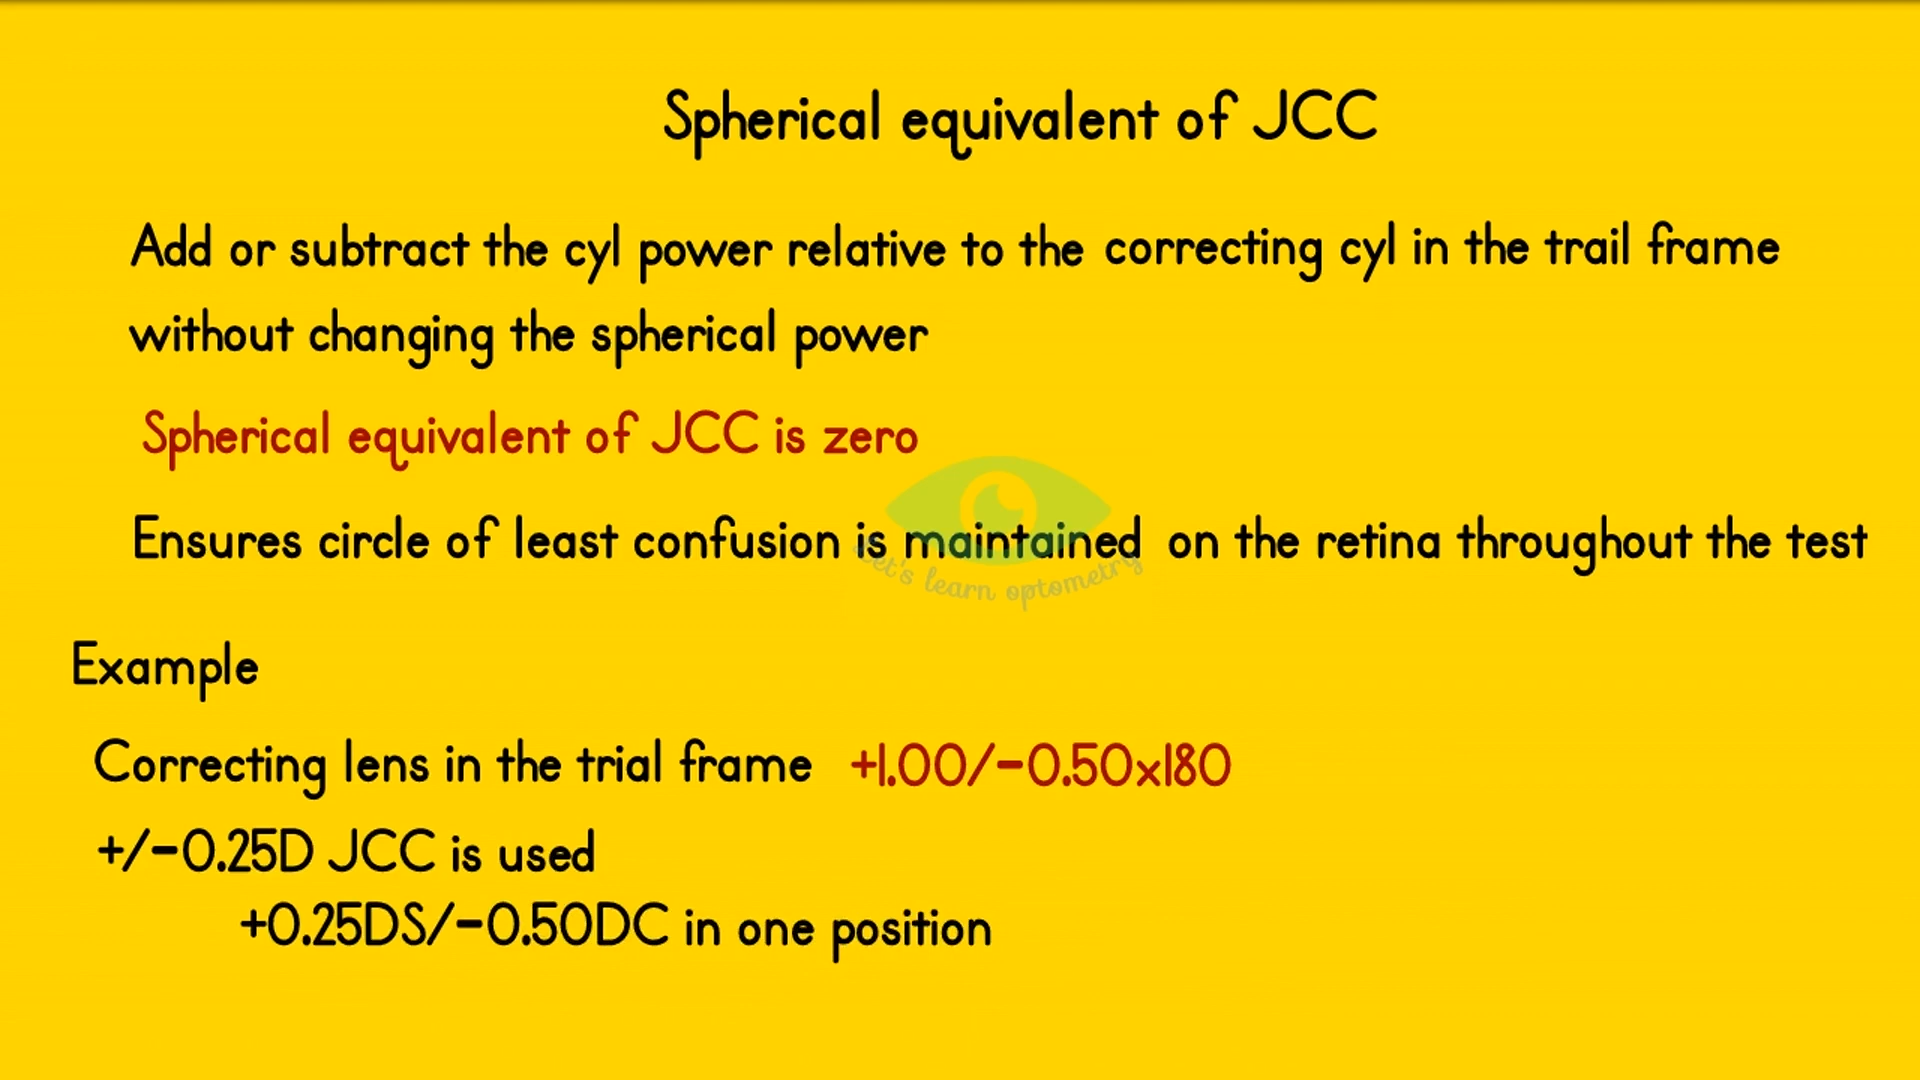 Spherical equivalent of JCC
Add or subtract the cyl power relative to the correcting cyl in the trail frame
without changing the spherical power
Spherical equivalent of JCC is zero
Ensures circle of least confusion is maintained on the retina throughout the test
Let's learn optometry
Example
Correcting lens in the trial frame +1.00/-0.50x180
+/-0.25D JCC is used
+0.25DS/-0.50DC in one position